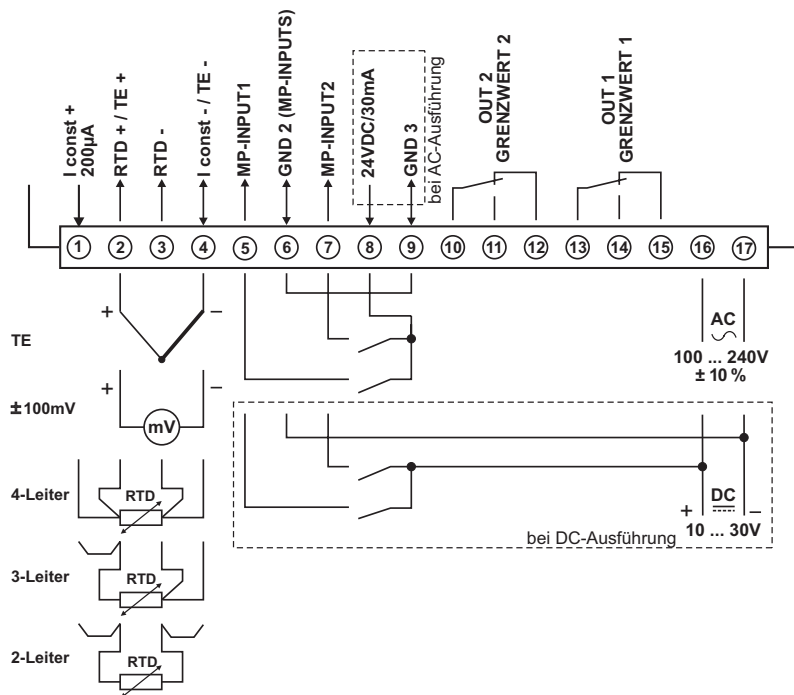 I const +
200µA
RTD + / TE +
RTD -
I const - / TE -
MP-INPUT1
GND 2 (MP-INPUTS)
MP-INPUT2
24VDC/30mA
GND 3
bei AC-Ausführung
OUT 2
GRENZWERT 2
OUT 1
GRENZWERT 1
1 2 3 4 5 6 7 8 9 10 11 12 13 14 15 16 17
TE
+ −
AC
100 ... 240V
± 10 %
±100mV
+ −
mV
4-Leiter
RTD
+ DC −
10 ... 30V
bei DC-Ausführung
3-Leiter
RTD
2-Leiter
RTD